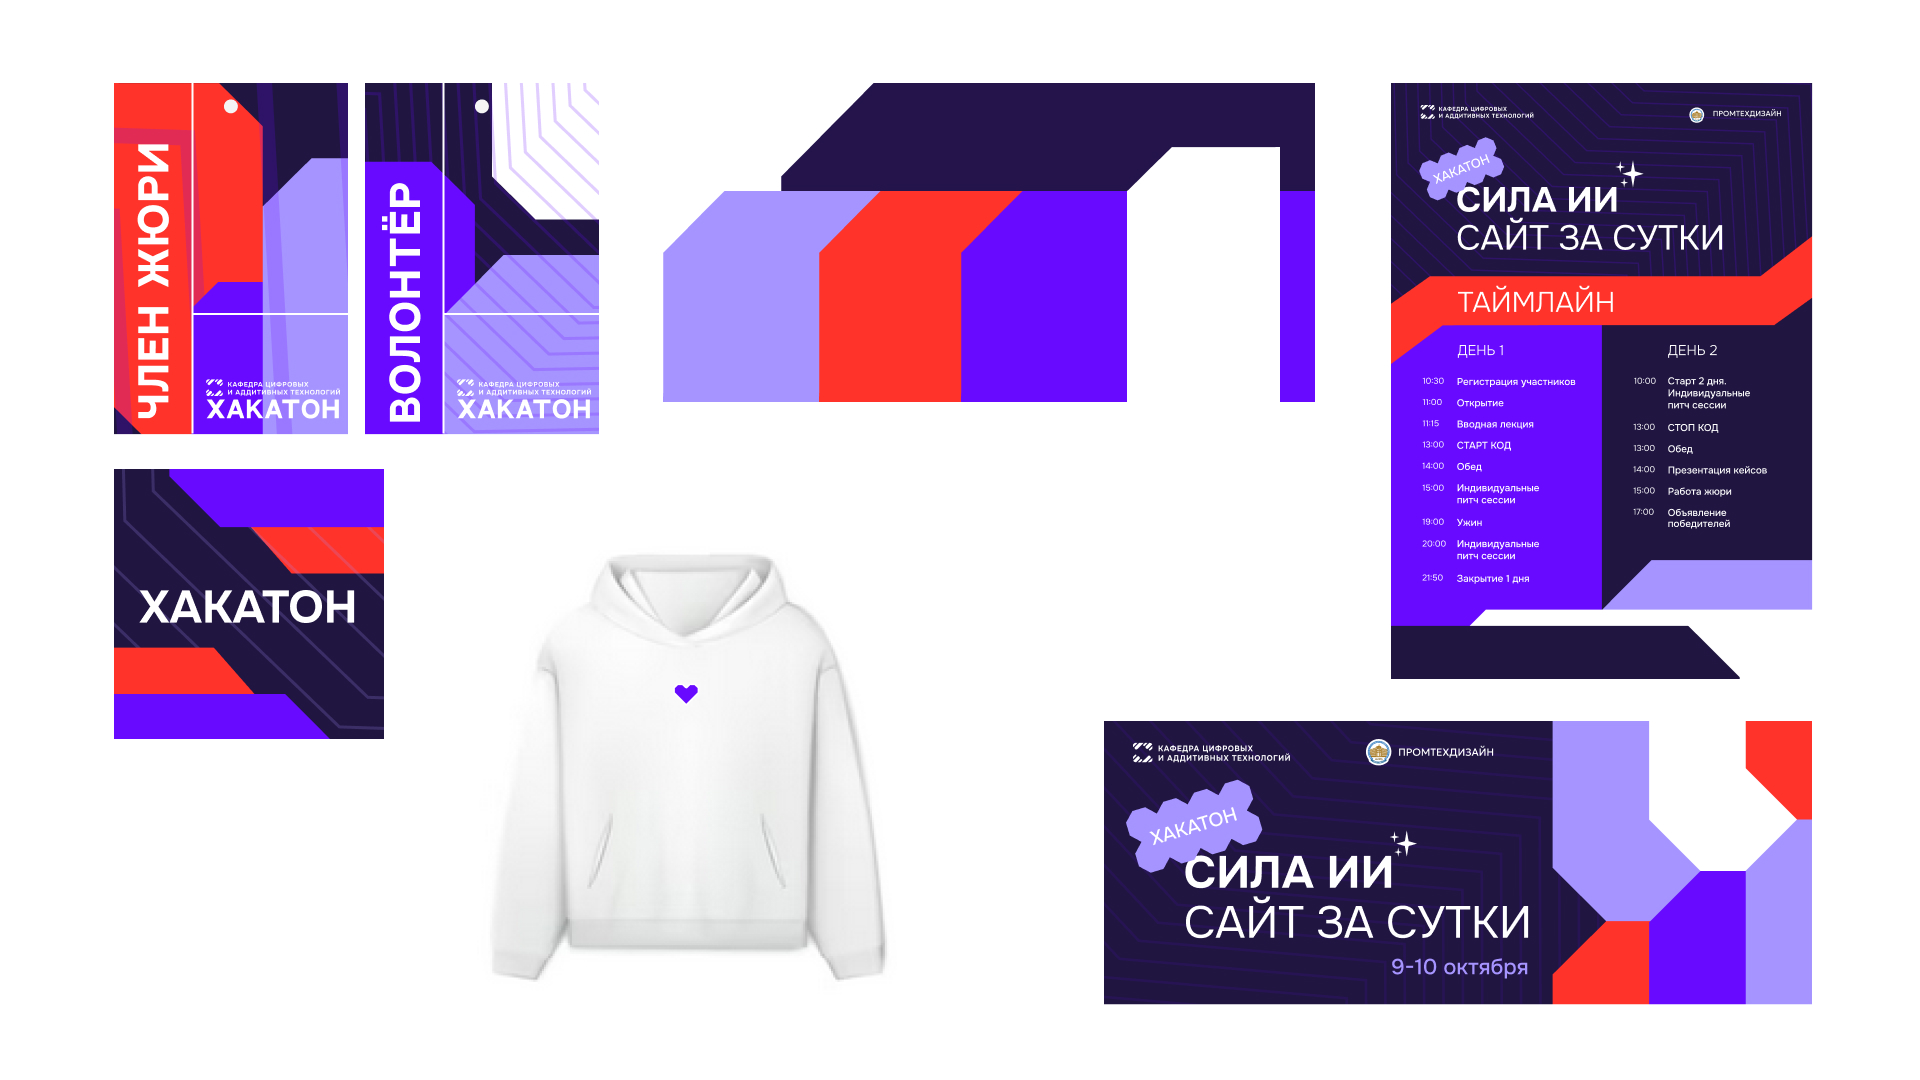 ЧЛЕН ЖЮРИ
КАФЕДРА ЦИФРОВЫХ
И АДДИТИВНЫХ ТЕХНОЛОГИЙ
ХАКАТОН
ВОЛОНТЁР
КАФЕДРА ЦИФРОВЫХ
И АДДИТИВНЫХ ТЕХНОЛОГИЙ
ХАКАТОН
ХАКАТОН
КАФЕДРА ЦИФРОВЫХ
И АДДИТИВНЫХ ТЕХНОЛОГИЙ
ПРОМТЕХДИЗАЙН
ХАКАТОН
СИЛА ИИ
САЙТ ЗА СУТКИ
ТАЙМЛАЙН
ДЕНЬ 1
10:30 Регистрация участников
11:00 Открытие
11:15 Вводная лекция
13:00 СТАРТ КОД
14:00 Обед
15:00 Индивидуальные
питч сессии
19:00 Ужин
20:00 Индивидуальные
питч сессии
21:50 Закрытие 1 дня
ДЕНЬ 2
10:00 Старт 2 дня.
Индивидуальные
питч сессии
13:00 СТОП КОД
13:00 Обед
14:00 Презентация кейсов
15:00 Работа жюри
17:00 Объявление
победителей
КАФЕДРА ЦИФРОВЫХ
И АДДИТИВНЫХ ТЕХНОЛОГИЙ
ПРОМТЕХДИЗАЙН
ХАКАТОН
СИЛА ИИ
САЙТ ЗА СУТКИ
9-10 октября